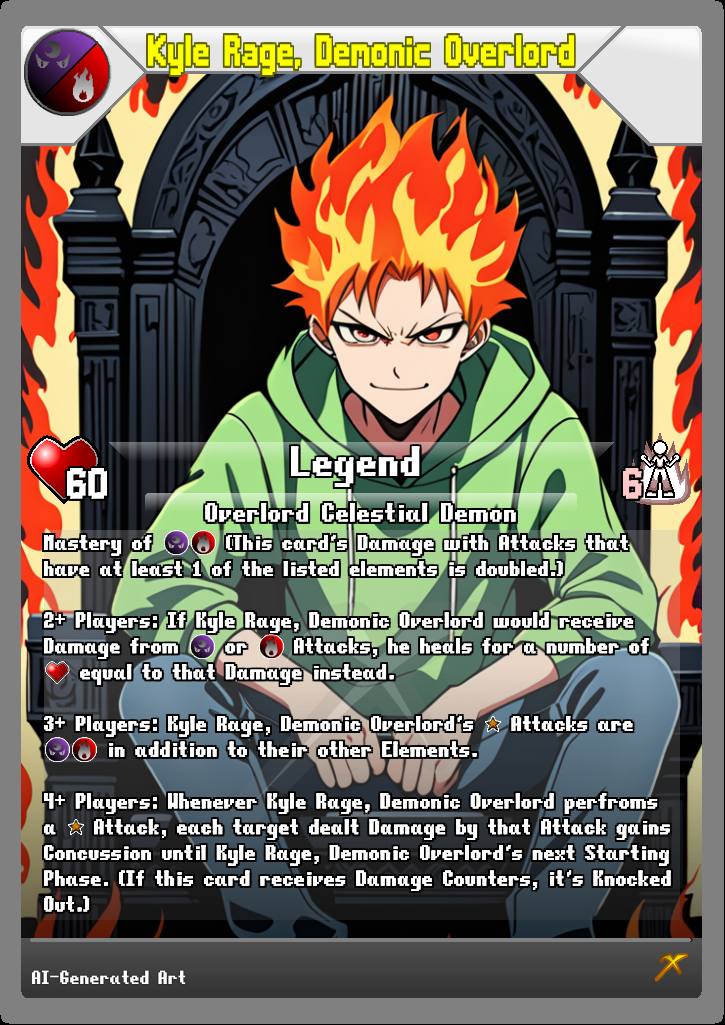 Kyle Rage, Demonic Overlord
60
Legend
6
Overlord Celestial Demon
Mastery of (This card's Damage with Attacks that
have at least 1 of the listed elements is doubled.)
2+ Players: If Kyle Rage, Demonic Overlord would receive
Damage from or Attacks, he heals for a number of
equal to that Damage instead.
3+ Players: Kyle Rage, Demonic Overlord's Attacks are
in addition to their other Elements.
4+ Players: Whenever Kyle Rage, Demonic Overlord perfroms
a Attack, each target dealt Damage by that Attack gains
Concussion until Kyle Rage, Demonic Overlord's next Starting
Phase. (If this card receives Damage Counters, it's Knocked
Out.)
AI-Generated Art